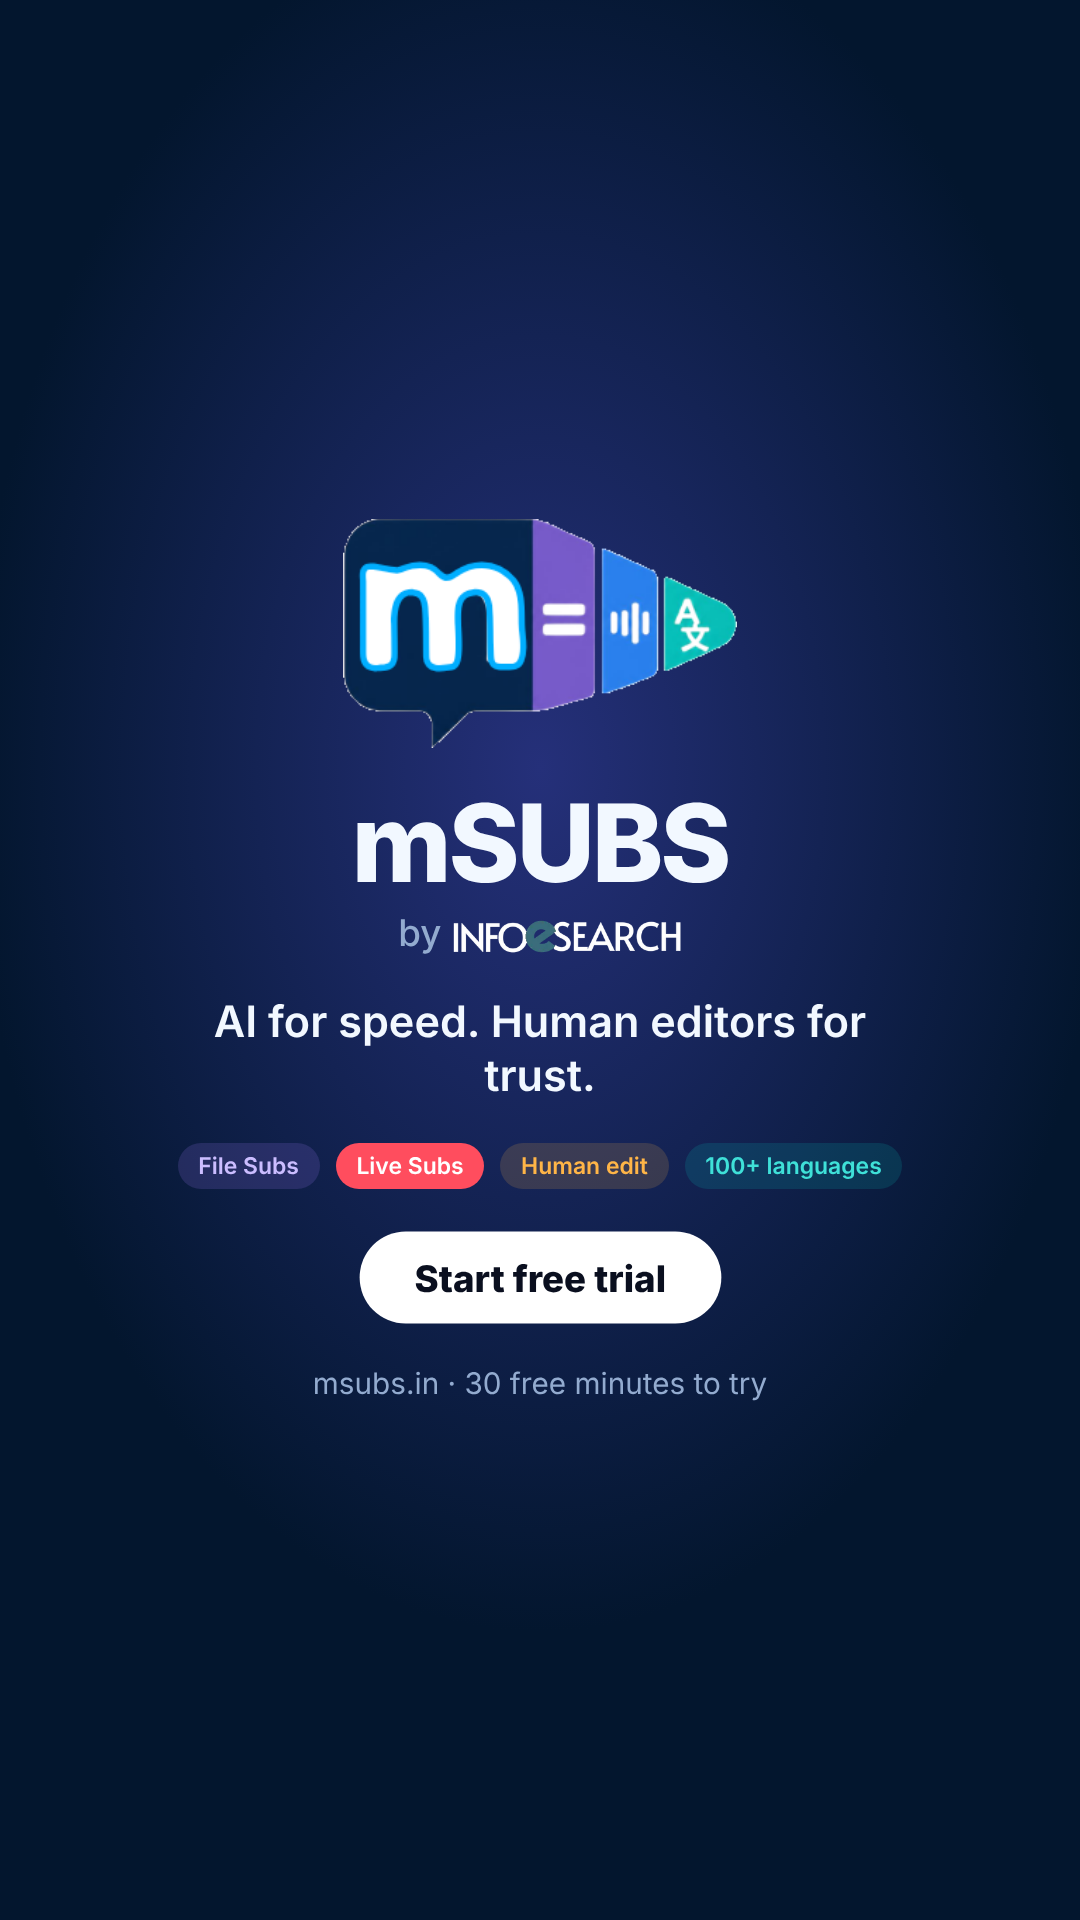 m
A
文
mSUBS
by INFOeSEARCH
AI for speed. Human editors for
trust.
File Subs Live Subs Human edit 100+ languages
Start free trial
msubs.in · 30 free minutes to try